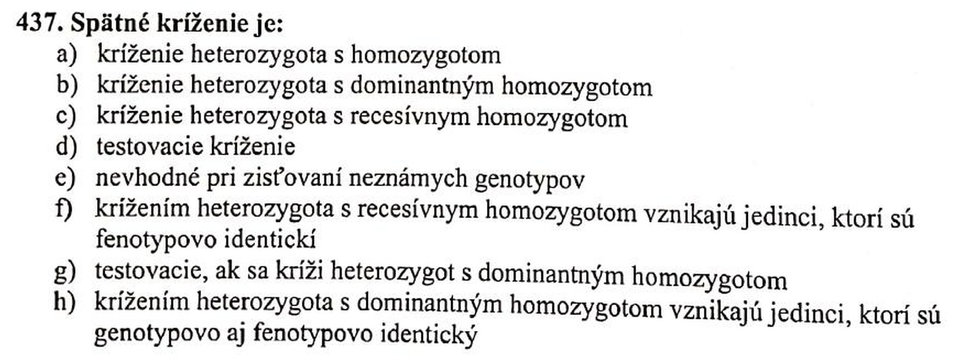 437. Spätné kríženie je:
a) kríženie heterozygota s homozygotom
b) kríženie heterozygota s dominantným homozygotom
c) kríženie heterozygota s recesívnym homozygotom
d) testovacie kríženie
e) nevhodné pri zisťovaní neznámych genotypov
f) krížením heterozygota s recesívnym homozygotom vznikajú jedinci, ktorí sú
fenotypovo identickí
g) testovacie, ak sa kríži heterozygot s dominantným homozygotom
h) krížením heterozygota s dominantným homozygotom vznikajú jedinci, ktorí sú
genotypovo aj fenotypovo identický